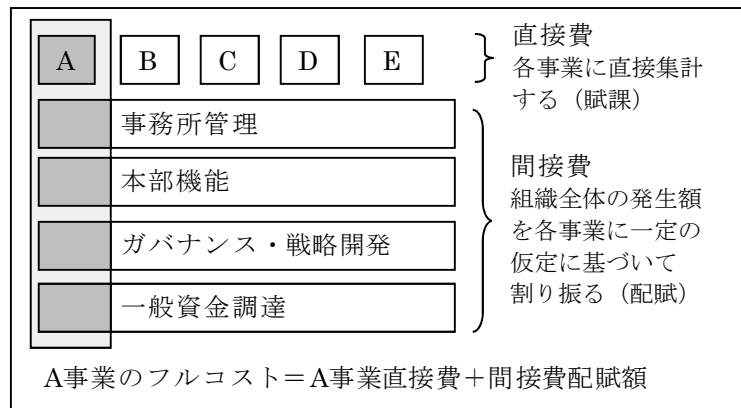 A B C D E
直接費
各事業に直接集計
する（賦課）
事務所管理
本部機能
ガバナンス・戦略開発
一般資金調達
間接費
組織全体の発生額
を各事業に一定の
仮定に基づいて
割り振る（配賦）
A事業のフルコスト＝A事業直接費＋間接費配賦額